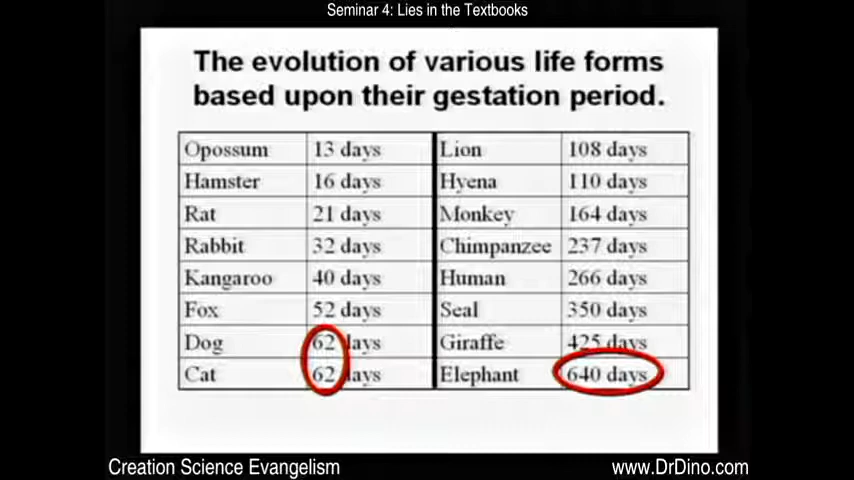 Seminar 4: Lies in the Textbooks
The evolution of various life forms
based upon their gestation period.
Opossum 13 days Lion 108 days
Hamster 16 days Hyena 110 days
Rat 21 days Monkey 164 days
Rabbit 32 days Chimpanzee 237 days
Kangaroo 40 days Human 266 days
Fox 52 days Seal 350 days
Dog 62 days Giraffe 425 days
Cat 62 days Elephant 640 days
Creation Science Evangelism www.DrDino.com